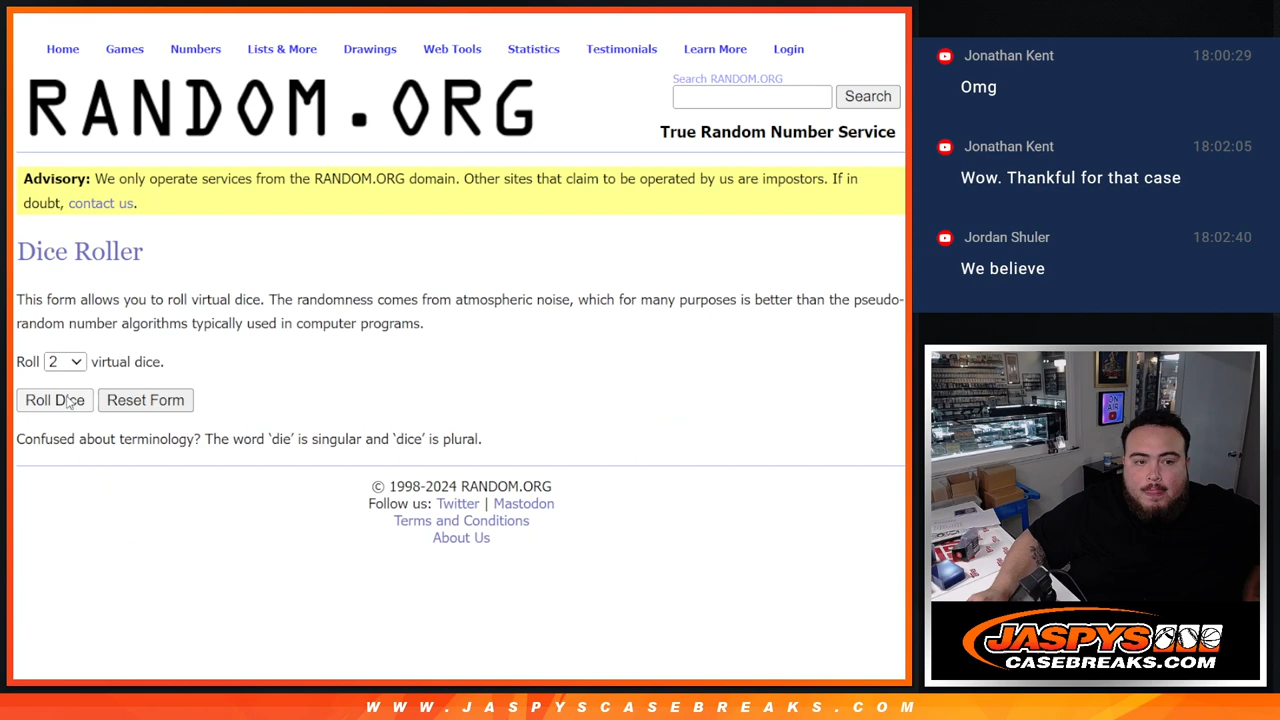 Home Games Numbers Lists & More Drawings Web Tools Statistics Testimonials Learn More Login
RANDOM.ORG
Search RANDOM.ORG
Search
True Random Number Service
Advisory: We only operate services from the RANDOM.ORG domain. Other sites that claim to be operated by us are impostors. If in
doubt, contact us.
Dice Roller
This form allows you to roll virtual dice. The randomness comes from atmospheric noise, which for many purposes is better than the pseudo-
random number algorithms typically used in computer programs.
Roll 2 virtual dice.
Roll Dice Reset Form
Confused about terminology? The word ‘die’ is singular and ‘dice’ is plural.
© 1998-2024 RANDOM.ORG
Follow us: Twitter | Mastodon
Terms and Conditions
About Us
Jonathan Kent 18:00:29
Omg
Jonathan Kent 18:02:05
Wow. Thankful for that case
Jordan Shuler 18:02:40
We believe
ON
AIR
JASPYS
CASEBREAKS.COM
WWW.JASPYSCASEBREAKS.COM